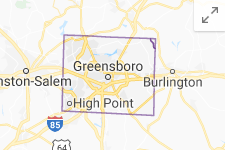 Greensboro
nston-Salem
Burlington
High Point
85
64